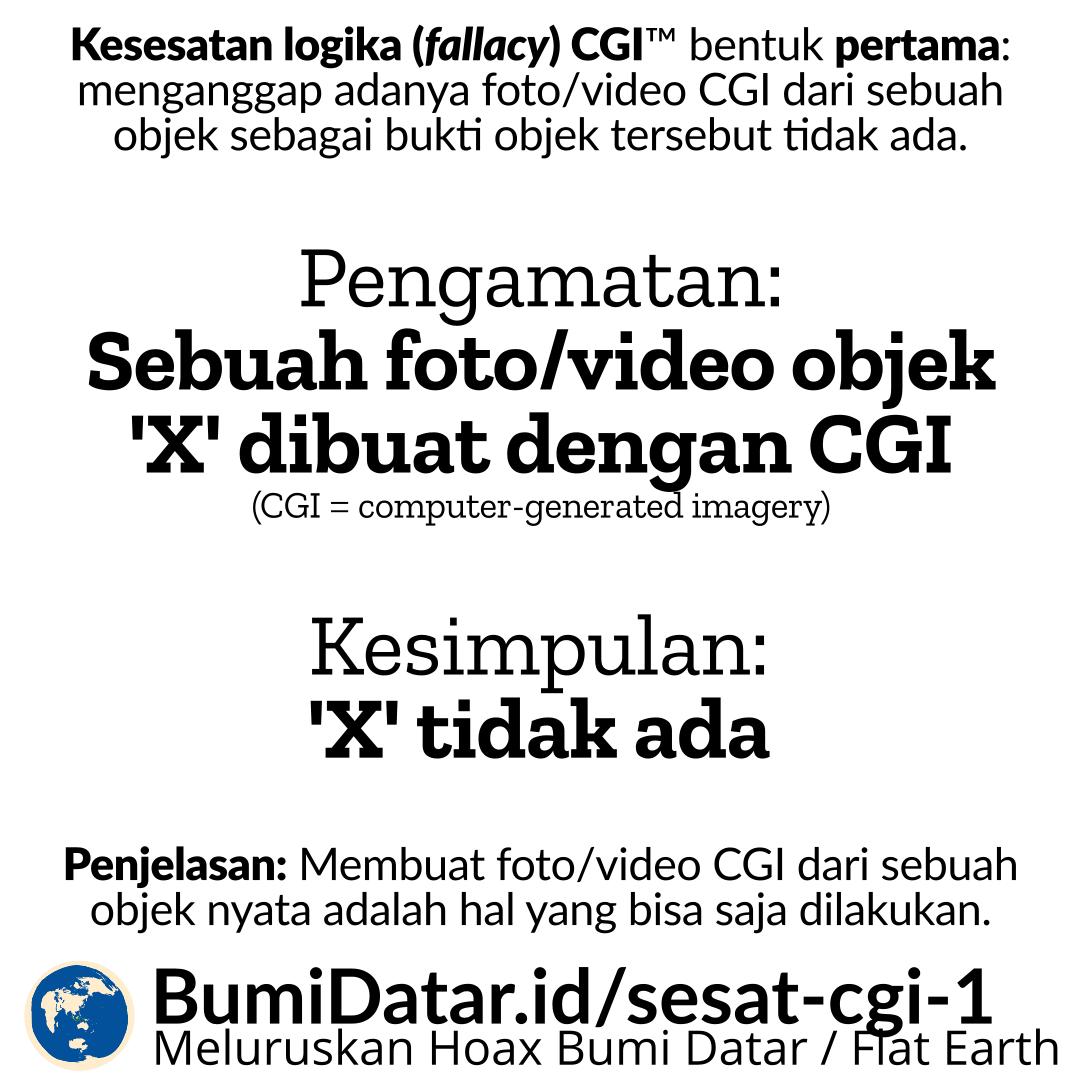 Kesesatan logika (fallacy) CGI™ bentuk pertama:
menganggap adanya foto/video CGI dari sebuah
objek sebagai bukti objek tersebut tidak ada.
Pengamatan:
Sebuah foto/video objek
'X' dibuat dengan CGI
(CGI = computer-generated imagery)
Kesimpulan:
'X' tidak ada
Penjelasan: Membuat foto/video CGI dari sebuah
objek nyata adalah hal yang bisa saja dilakukan.
BumiDatar.id/sesat-cgi-1
Meluruskan Hoax Bumi Datar / Flat Earth